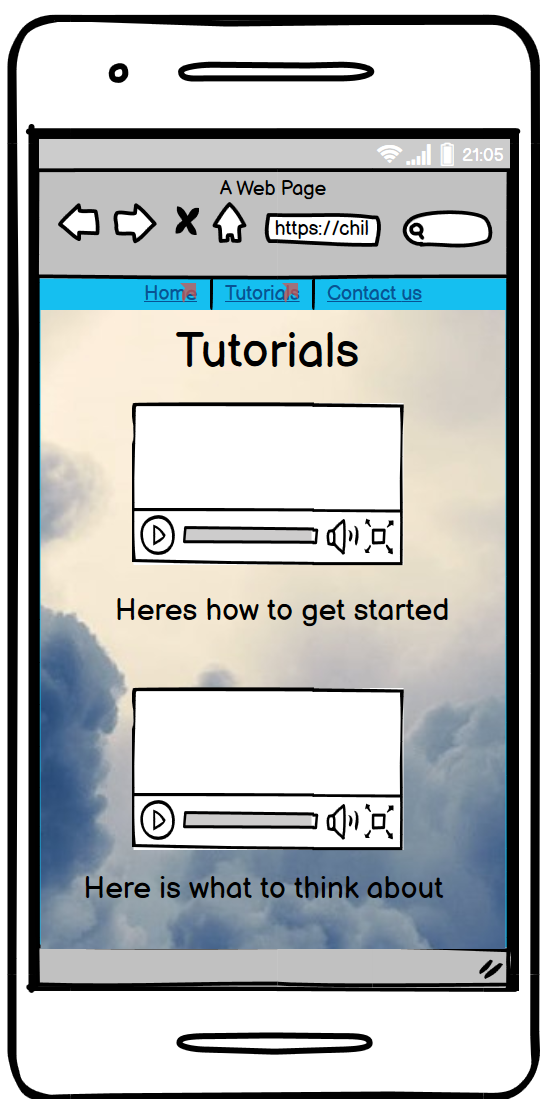 21:05
A Web Page
https://chil
Home Tutorials Contact us
Tutorials
Heres how to get started
Here is what to think about